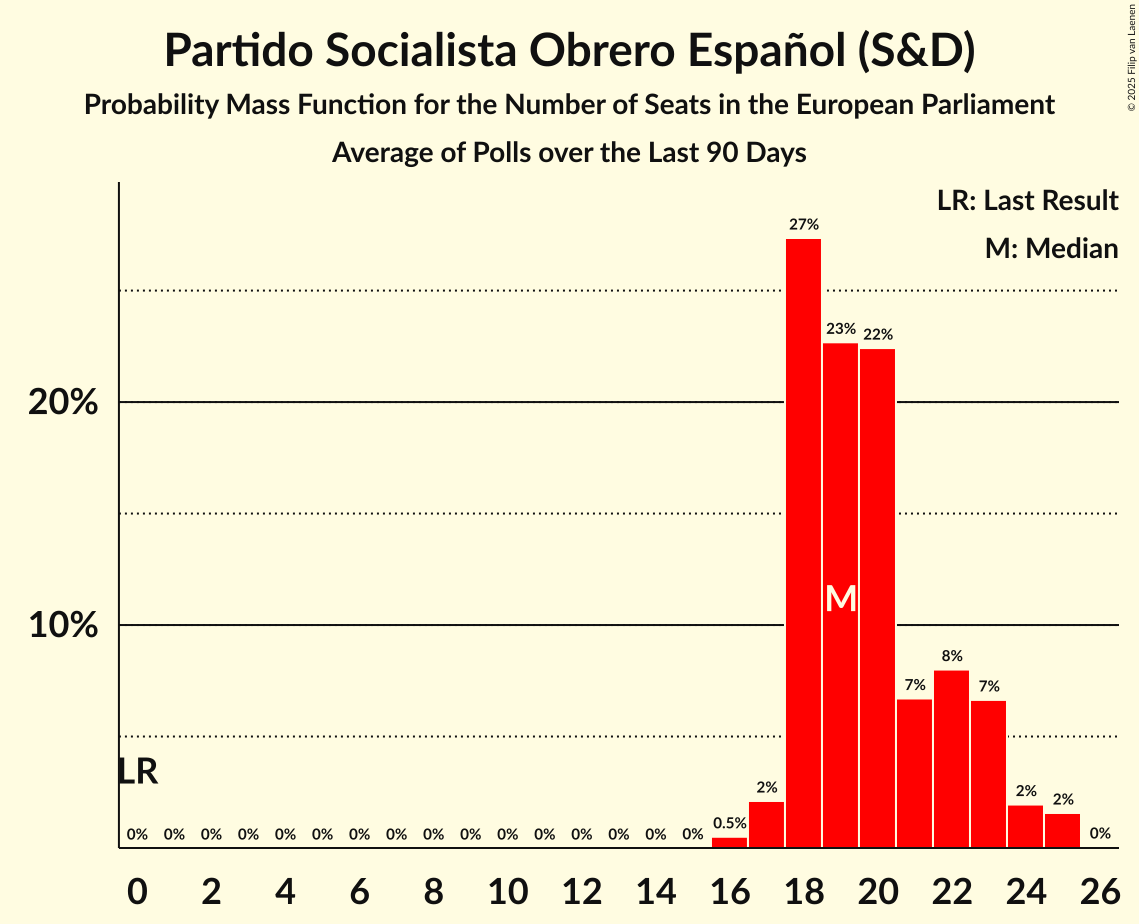 Partido Socialista Obrero Español (S&D)
Probability Mass Function for the Number of Seats in the European Parliament
Average of Polls over the Last 90 Days
© 2025 Filip van Laenen
LR: Last Result
M: Median
27%
23%
22%
20%
M
10%
8%
7%
7%
LR
2%
2%
2%
0.5%
0% 0% 0% 0% 0% 0% 0% 0% 0% 0% 0% 0% 0% 0% 0% 0% 0%
0 2 4 6 8 10 12 14 16 18 20 22 24 26